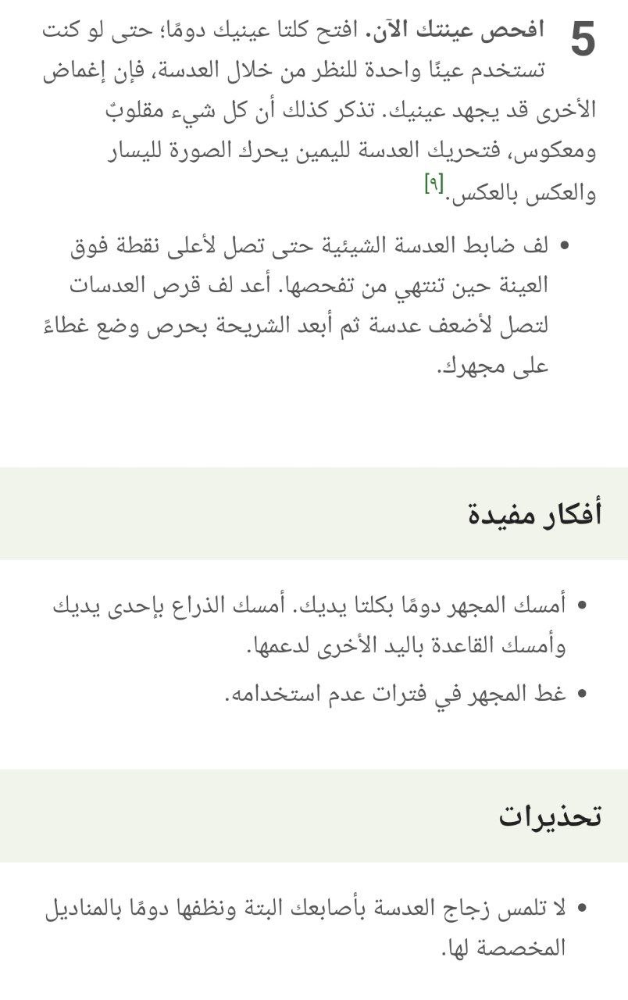 5 افحص عينتك الآن. افتح كلتا عينيك دومًا؛ حتى لو كنت
تستخدم عينًا واحدة للنظر من خلال العدسة، فإن إغماض
الأخرى قد يجهد عينيك. تذكر كذلك أن كل شيء مقلوبٌ
ومعكوس، فتحريك العدسة لليمين يحرك الصورة لليسار
والعكس بالعكس.[٩]
• لف ضابط العدسة الشيئية حتى تصل لأعلى نقطة فوق
العينة حين تنتهي من تفحصها. أعد لف قرص العدسات
لتصل لأضعف عدسة ثم أبعد الشريحة بحرص وضع غطاءً
على مجهرك.
أفكار مفيدة
• أمسك المجهر دومًا بكلتا يديك. أمسك الذراع بإحدى يديك
وأمسك القاعدة باليد الأخرى لدعمها.
• غط المجهر في فترات عدم استخدامه.
تحذيرات
• لا تلمس زجاج العدسة بأصابعك البتة ونظفها دومًا بالمناديل
المخصصة لها.